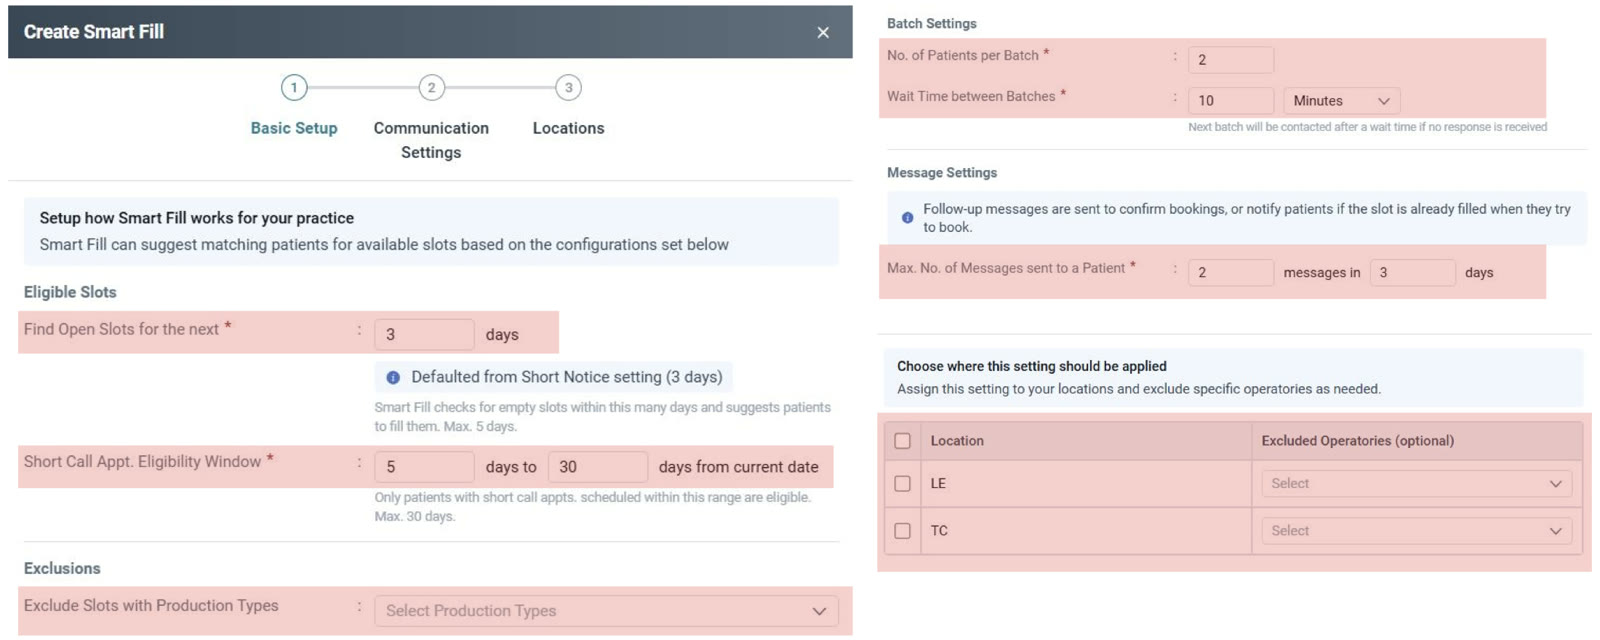 Create Smart Fill
1
2
3
Basic Setup
Communication
Settings
Locations
Setup how Smart Fill works for your practice
Smart Fill can suggest matching patients for available slots based on the configurations set below
Eligible Slots
Find Open Slots for the next * : 3 days
Defaulted from Short Notice setting (3 days)
Smart Fill checks for empty slots within this many days and suggests patients
to fill them. Max. 5 days.
Short Call Appt. Eligibility Window * : 5 days to 30 days from current date
Only patients with short call appts. scheduled within this range are eligible.
Max. 30 days.
Exclusions
Exclude Slots with Production Types : Select Production Types
Batch Settings
No. of Patients per Batch * : 2
Wait Time between Batches * : 10 Minutes
Next batch will be contacted after a wait time if no response is received
Message Settings
Follow-up messages are sent to confirm bookings, or notify patients if the slot is already filled when they try
to book.
Max. No. of Messages sent to a Patient * : 2 messages in 3 days
Choose where this setting should be applied
Assign this setting to your locations and exclude specific operatories as needed.
Location Excluded Operatories (optional)
LE Select
TC Select